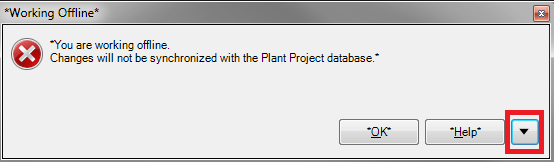 *Working Offline*
*You are working offline.
Changes will not be synchronized with the Plant Project database.*
*OK*
*Help*